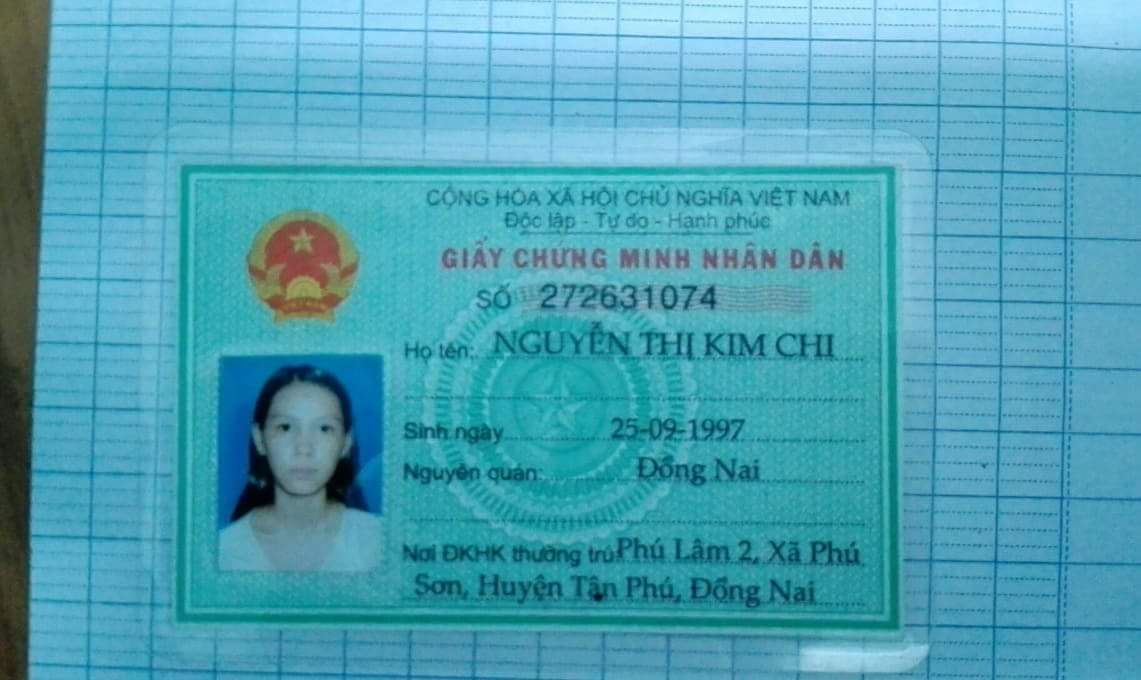 CỘNG HÒA XÃ HỘI CHỦ NGHĨA VIỆT NAM
Độc lập - Tự do - Hạnh phúc
GIẤY CHỨNG MINH NHÂN DÂN
SỐ 272631074
Họ tên: NGUYỄN THỊ KIM CHI
Sinh ngày 25-09-1997
Nguyên quán: Đồng Nai
Nơi ĐKHK thường trú Phú Lâm 2, Xã Phú
Sơn, Huyện Tân Phú, Đồng Nai